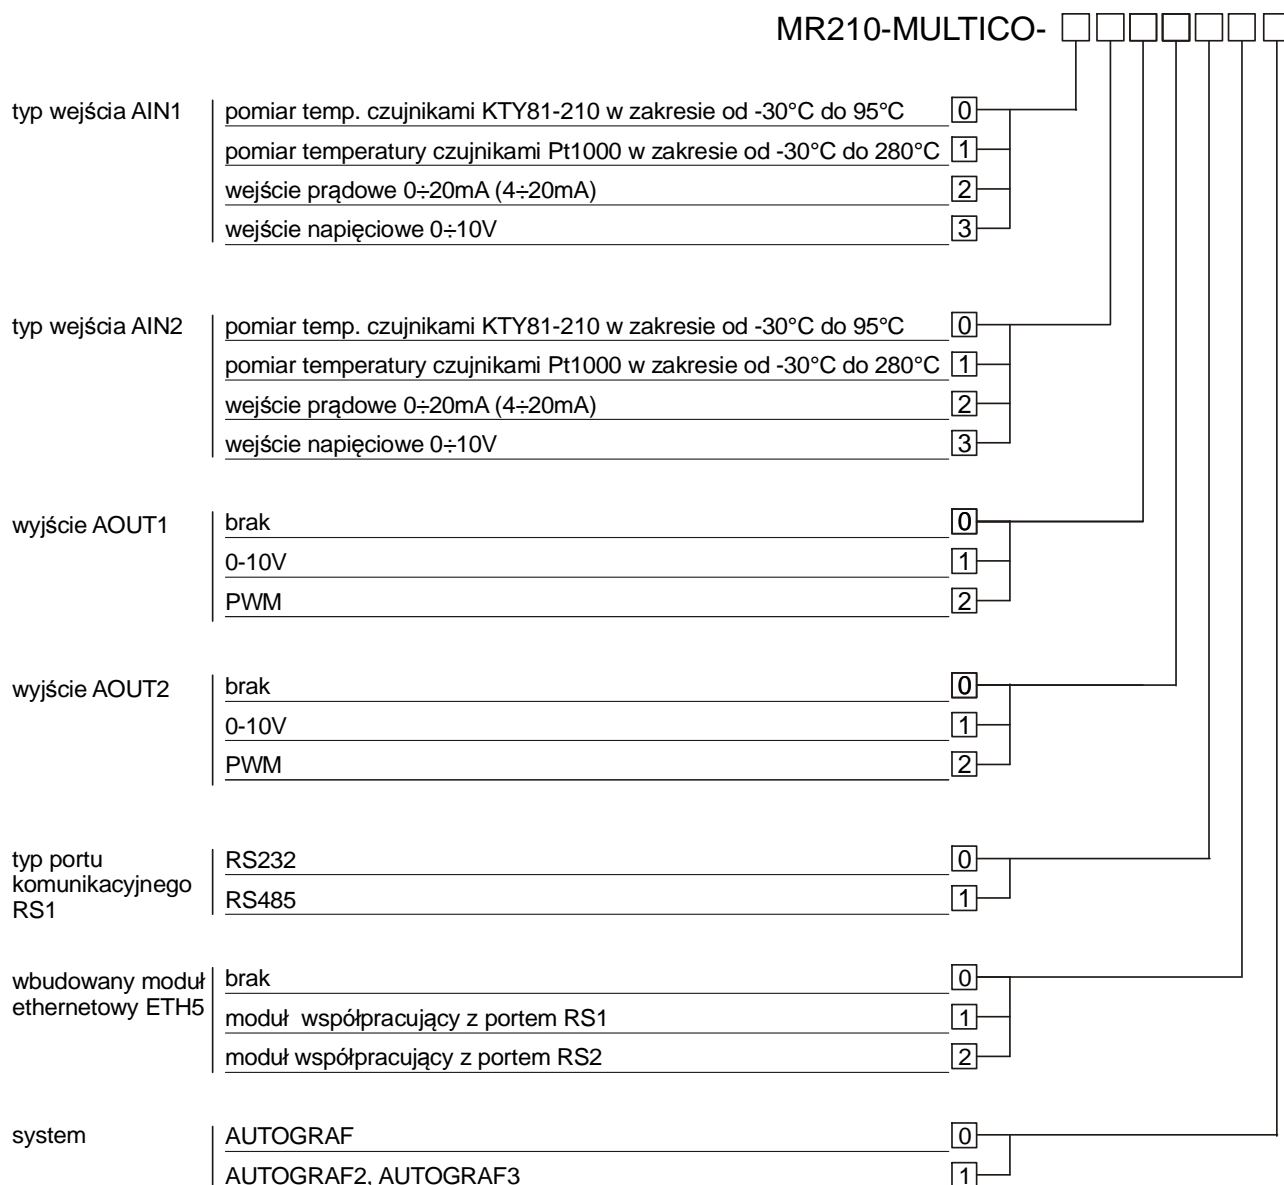 MR210-MULTICO-
typ wejścia AIN1
pomiar temp. czujnikami KTY81-210 w zakresie od -30°C do 95°C 0
pomiar temperatury czujnikami Pt1000 w zakresie od -30°C do 280°C 1
wejście prądowe 0÷20mA (4÷20mA) 2
wejście napięciowe 0÷10V 3
typ wejścia AIN2
pomiar temp. czujnikami KTY81-210 w zakresie od -30°C do 95°C 0
pomiar temperatury czujnikami Pt1000 w zakresie od -30°C do 280°C 1
wejście prądowe 0÷20mA (4÷20mA) 2
wejście napięciowe 0÷10V 3
wyjście AOUT1
brak 0
0-10V 1
PWM 2
wyjście AOUT2
brak 0
0-10V 1
PWM 2
typ portu
komunikacyjnego
RS1
RS232 0
RS485 1
wbudowany moduł
ethernetowy ETH5
brak 0
moduł współpracujący z portem RS1 1
moduł współpracujący z portem RS2 2
system
AUTOGRAF 0
AUTOGRAF2, AUTOGRAF3 1